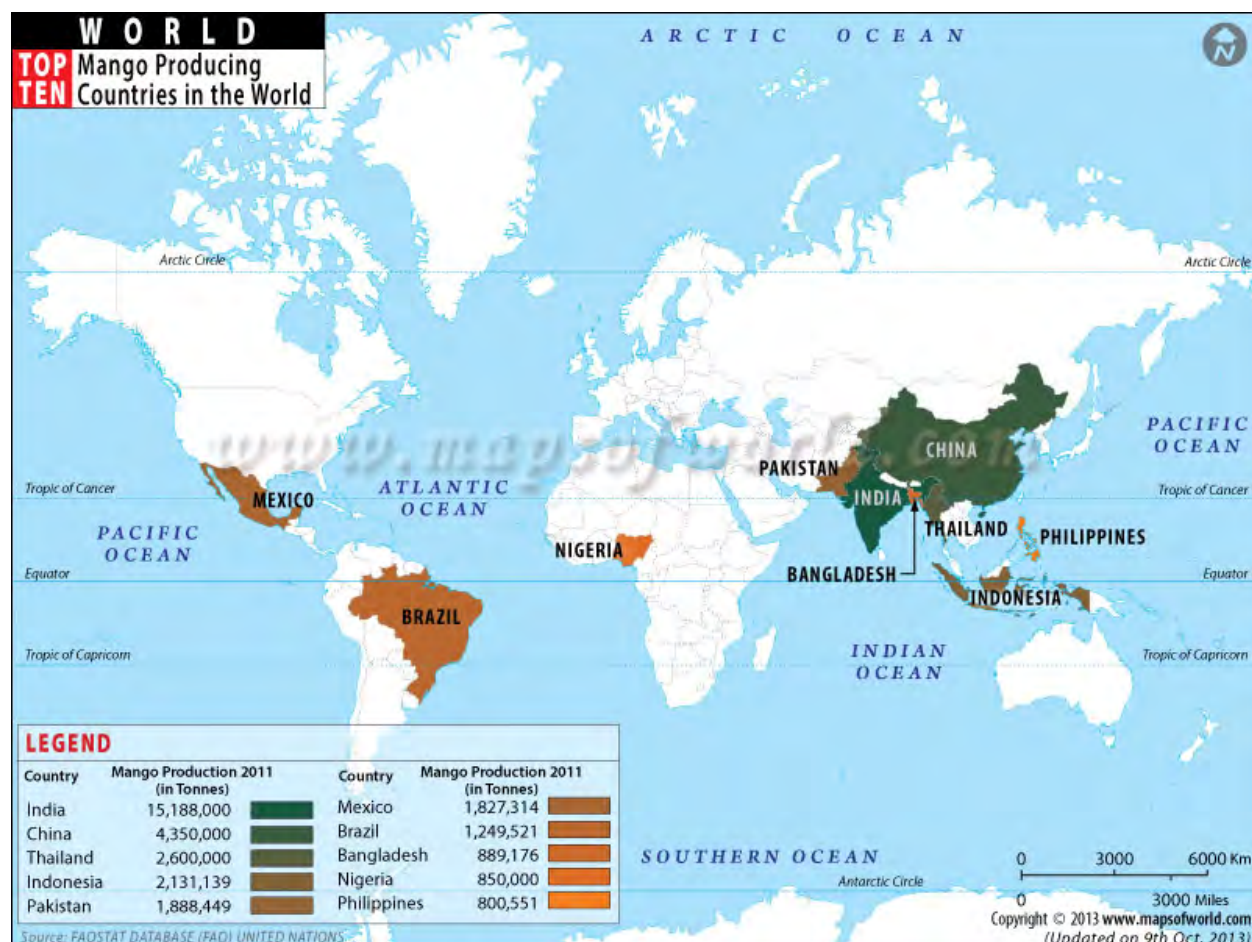 WORLD
TOP TEN Mango Producing
Countries in the World
ARCTIC OCEAN
N
Arctic Circle
Arctic Circle
www.mapsofworld.com
PACIFIC
OCEAN
CHINA
PAKISTAN
INDIA
Tropic of Cancer
MEXICO
ATLANTIC
OCEAN
Tropic of Cancer
PACIFIC
OCEAN
THAILAND
PHILIPPINES
NIGERIA
BANGLADESH
Equator
Equator
INDONESIA
BRAZIL
Tropic of Capricorn
INDIAN
OCEAN
Tropic of Capricorn
LEGEND
Country Mango Production 2011 (in Tonnes) Country Mango Production 2011 (in Tonnes)
India 15,188,000 Mexico 1,827,314
China 4,350,000 Brazil 1,249,521
Thailand 2,600,000 Bangladesh 889,176
Indonesia 2,131,139 Nigeria 850,000
Pakistan 1,888,449 Philippines 800,551
SOUTHERN OCEAN
Antarctic Circle
0 3000 6000 Km
0 3000 Miles
Copyright © 2013 www.mapsofworld.com
(Updated on 9th Oct, 2013)
Source: FAOSTAT DATABASE (FAO) UNITED NATIONS